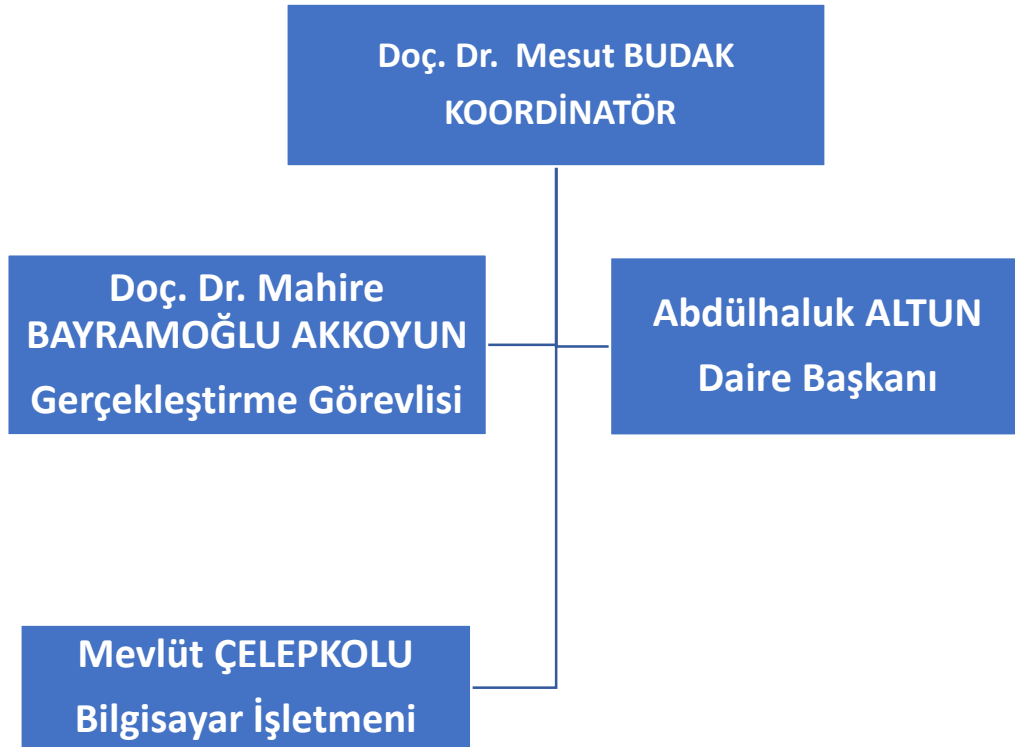 Doç. Dr.  Mesut BUDAK
KOORDİNATÖR
Doç. Dr. Mahire
BAYRAMOĞLU AKKOYUN
Gerçekleştirme Görevlisi
Abdülhaluk ALTUN
Daire Başkanı
Mevlüt ÇELEPKOLU
Bilgisayar İşletmeni